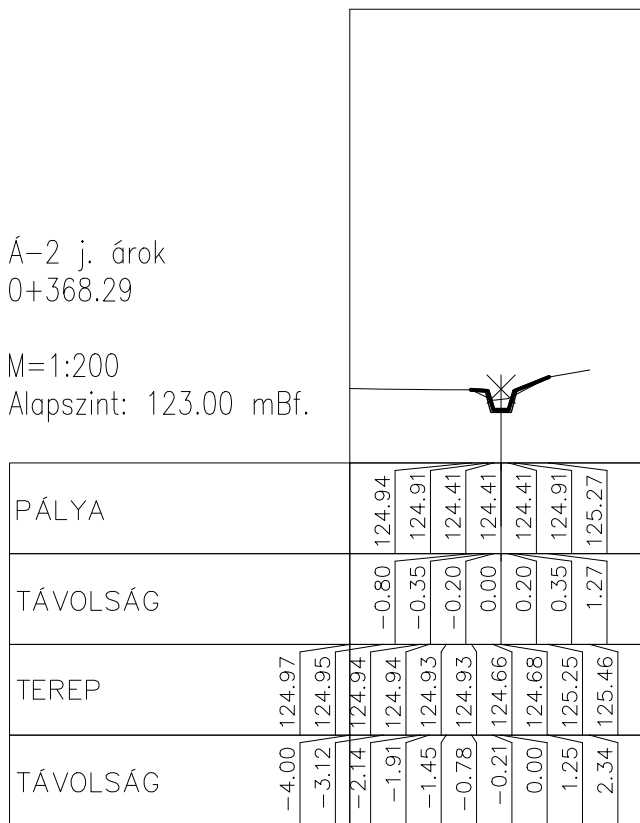 Á-2 j. árok
0+368.29
M=1:200
Alapszint: 123.00 mBf.
PÁLYA 124.94 124.91 124.41 124.41 124.41 124.91 125.27
TÁVOLSÁG -0.80 -0.35 -0.20 0.00 0.20 0.35 1.27
TEREP 124.97 124.95 124.94 124.94 124.93 124.93 124.66 124.68 125.25 125.46
TÁVOLSÁG -4.00 -3.12 -2.14 -1.91 -1.45 -0.78 -0.21 0.00 1.25 2.34